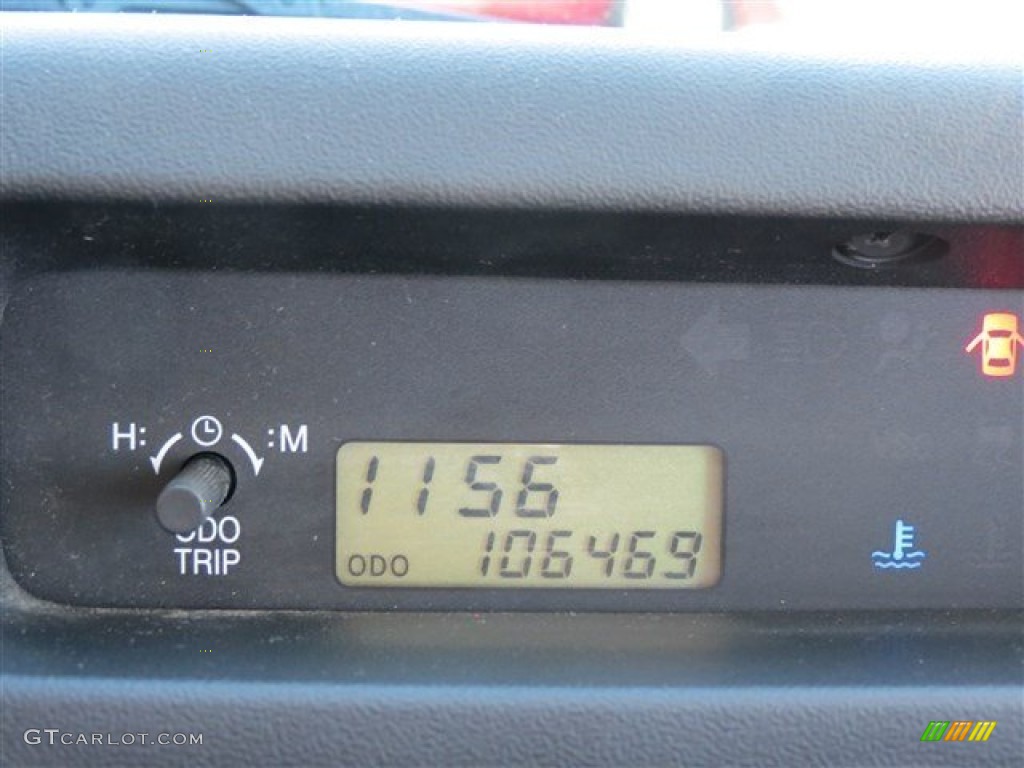 H: :M
1156
ODO
TRIP
ODO 106469
GTCARLOT.COM